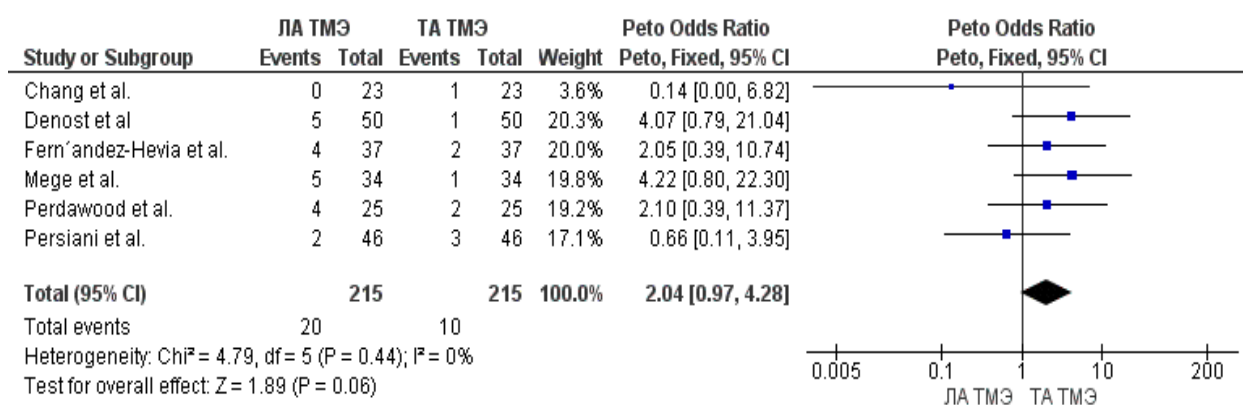 ЛА ТМЭ ТА ТМЭ Peto Odds Ratio Peto Odds Ratio
Study or Subgroup Events Total Events Total Weight Peto, Fixed, 95% CI Peto, Fixed, 95% CI
Chang et al. 0 23 1 23 3.6% 0.14 [0.00, 6.82]
Denost et al 5 50 1 50 20.3% 4.07 [0.79, 21.04]
Fern´andez-Hevia et al. 4 37 2 37 20.0% 2.05 [0.39, 10.74]
Mege et al. 5 34 1 34 19.8% 4.22 [0.80, 22.30]
Perdawood et al. 4 25 2 25 19.2% 2.10 [0.39, 11.37]
Persiani et al. 2 46 3 46 17.1% 0.66 [0.11, 3.95]
Total (95% CI) 215 215 100.0% 2.04 [0.97, 4.28]
Total events 20 10
Heterogeneity: Chi² = 4.79, df = 5 (P = 0.44); I² = 0%
Test for overall effect: Z = 1.89 (P = 0.06)
0.005 0.1 1 10 200
ЛА ТМЭ ТА ТМЭ